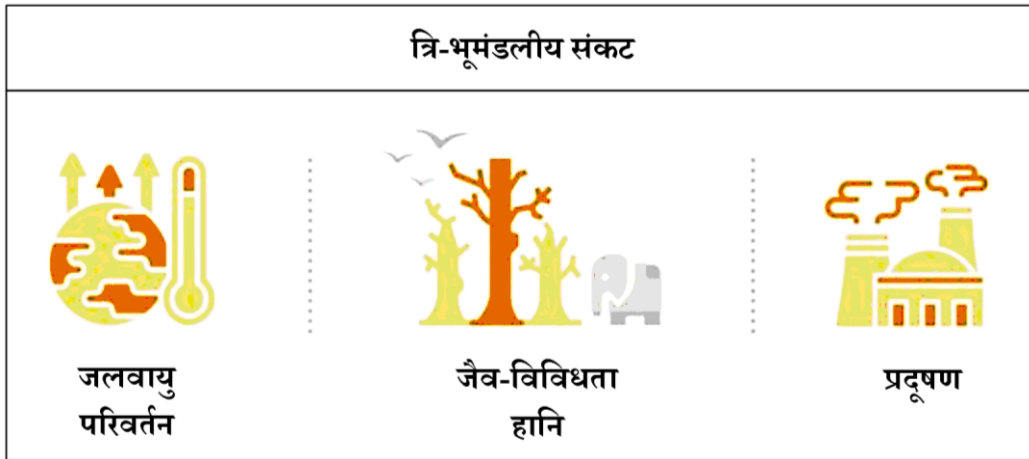 त्रि-भूमंडलीय संकट
जलवायु
परिवर्तन
जैव-विविधता
हानि
प्रदूषण